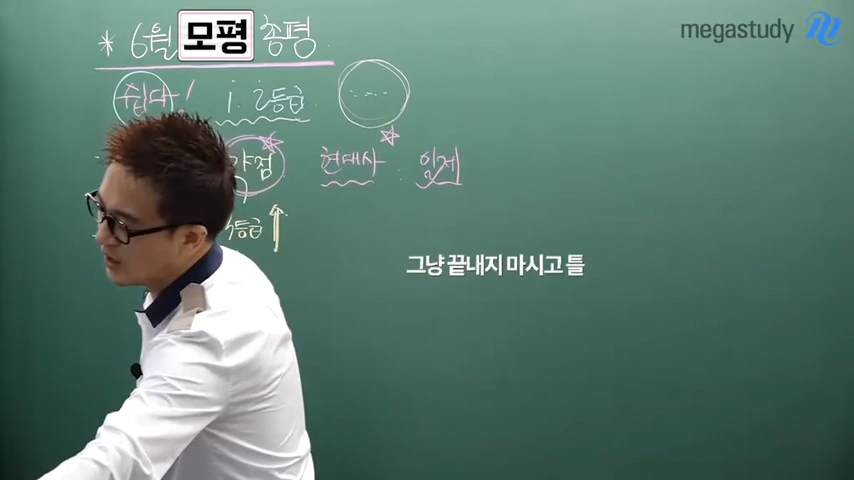 * 6월 모평 총평
megastudy
쉽다! 1. 2등급
약점 현대사 : 일제
등급 ↑
그냥 끝내지 마시고 틀